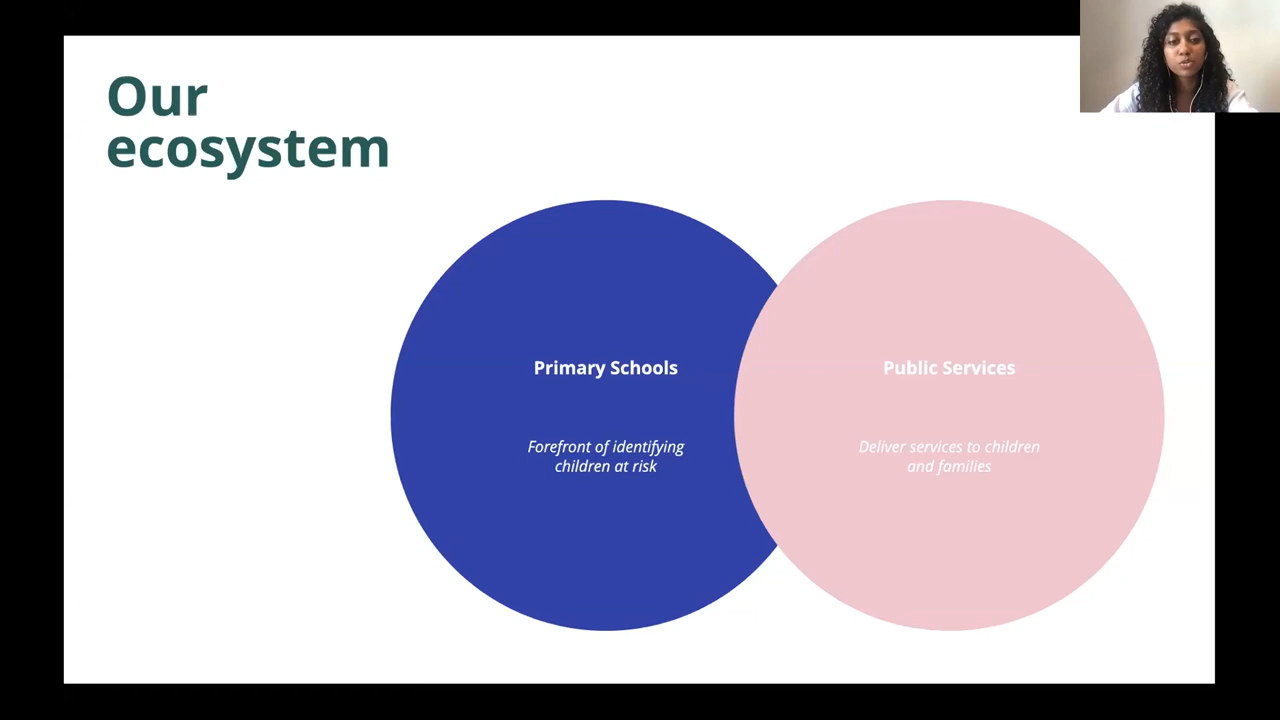 Our
ecosystem
Primary Schools
Forefront of identifying
children at risk
Public Services
Deliver services to children
and families